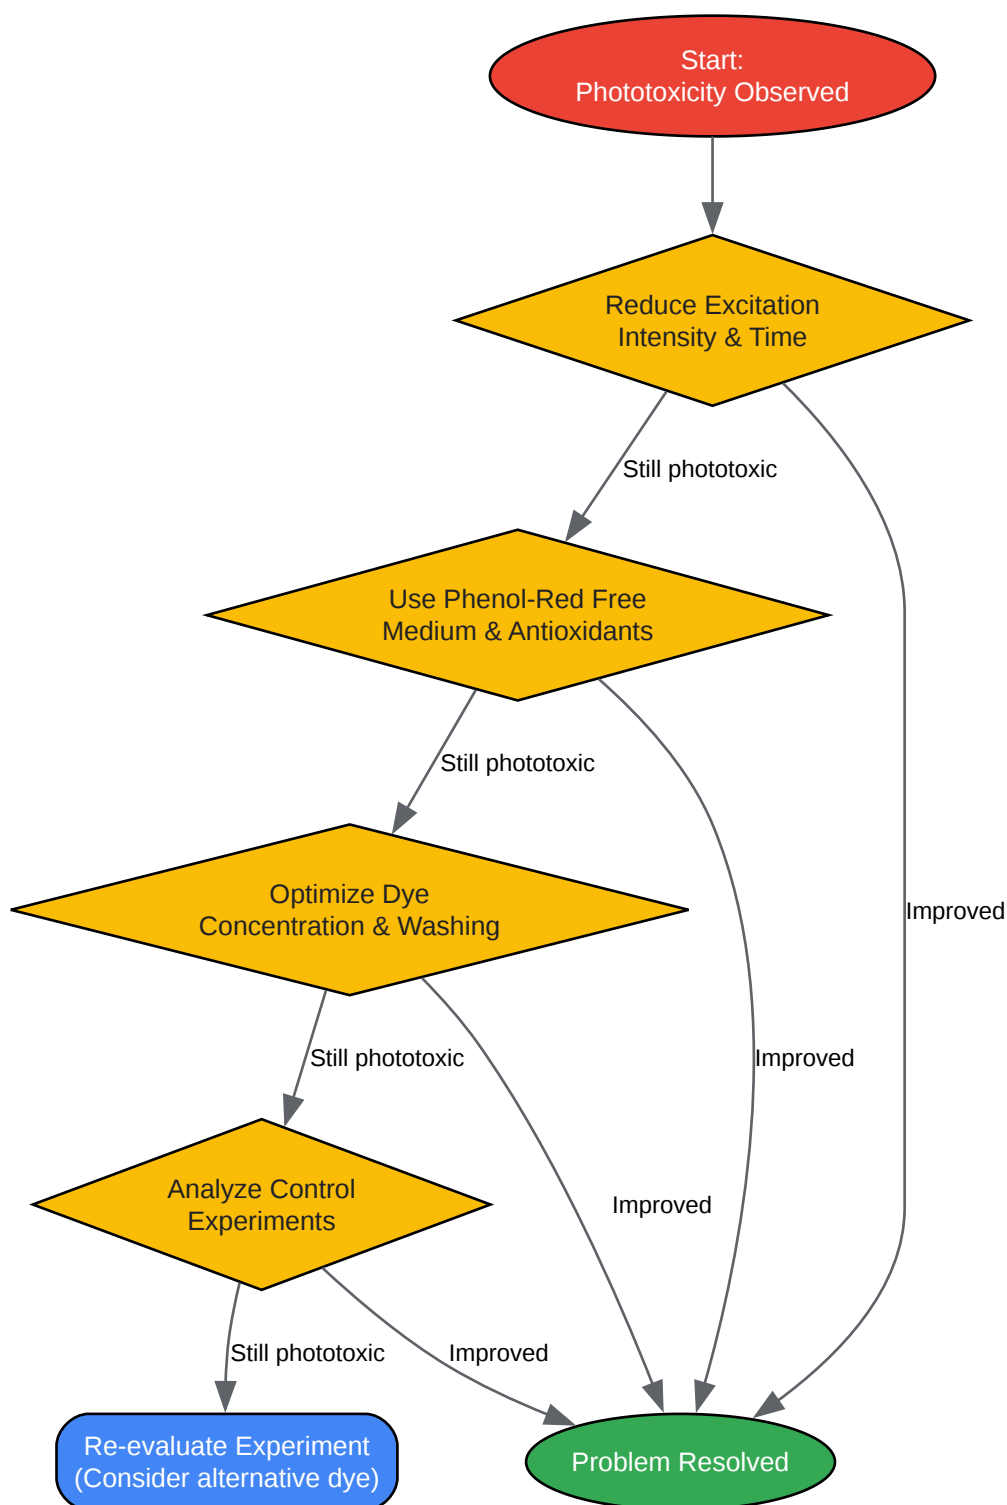 Start:
Phototoxicity Observed
Reduce Excitation
Intensity & Time
Still phototoxic
Use Phenol-Red Free
Medium & Antioxidants
Still phototoxic
Optimize Dye
Concentration & Washing
Improved
Still phototoxic
Improved
Analyze Control
Experiments
Improved
Still phototoxic
Improved
Re-evaluate Experiment
(Consider alternative dye)
Problem Resolved